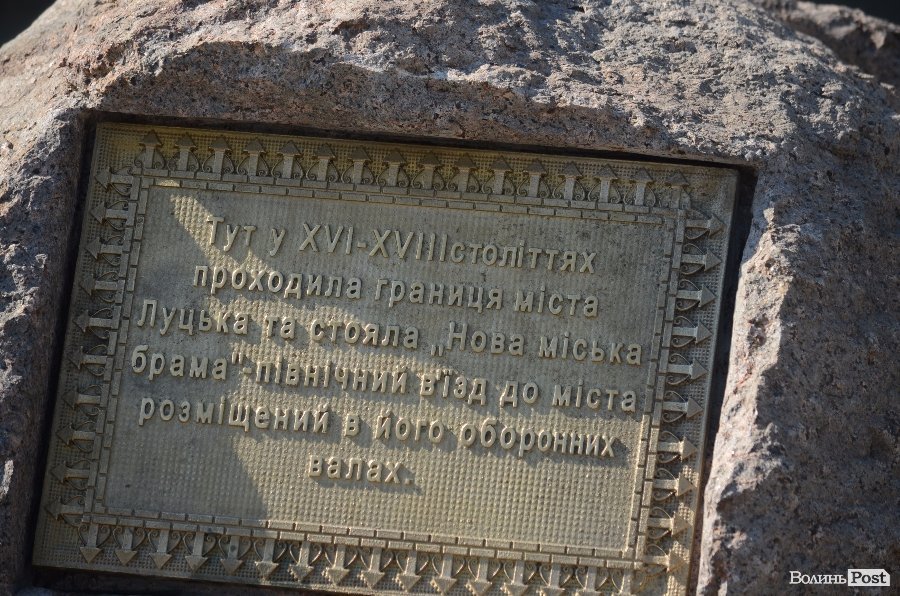 Тут у XVI-XVIIIстоліттях
проходила границя міста
Луцька та стояла „Нова міська
брама"-північний в'їзд до міста
розміщений в його оборонних
валах.
Волинь Post